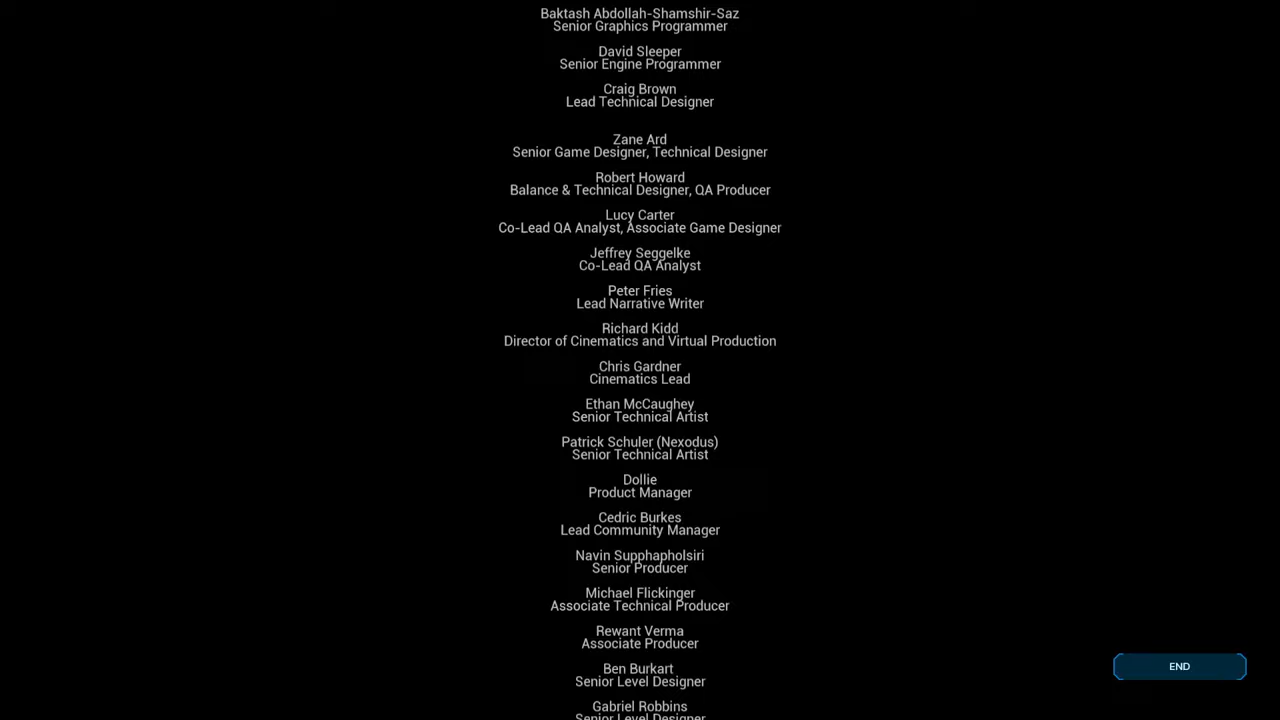 Baktash Abdollah-Shamshir-Saz
Senior Graphics Programmer
David Sleeper
Senior Engine Programmer
Craig Brown
Lead Technical Designer
Zane Ard
Senior Game Designer, Technical Designer
Robert Howard
Balance & Technical Designer, QA Producer
Lucy Carter
Co-Lead QA Analyst, Associate Game Designer
Jeffrey Seggelke
Co-Lead QA Analyst
Peter Fries
Lead Narrative Writer
Richard Kidd
Director of Cinematics and Virtual Production
Chris Gardner
Cinematics Lead
Ethan McCaughey
Senior Technical Artist
Patrick Schuler (Nexodus)
Senior Technical Artist
Dollie
Product Manager
Cedric Burkes
Lead Community Manager
Navin Supphapholsiri
Senior Producer
Michael Flickinger
Associate Technical Producer
Rewant Verma
Associate Producer
Ben Burkart
Senior Level Designer
Gabriel Robbins
Senior Level Designer
END